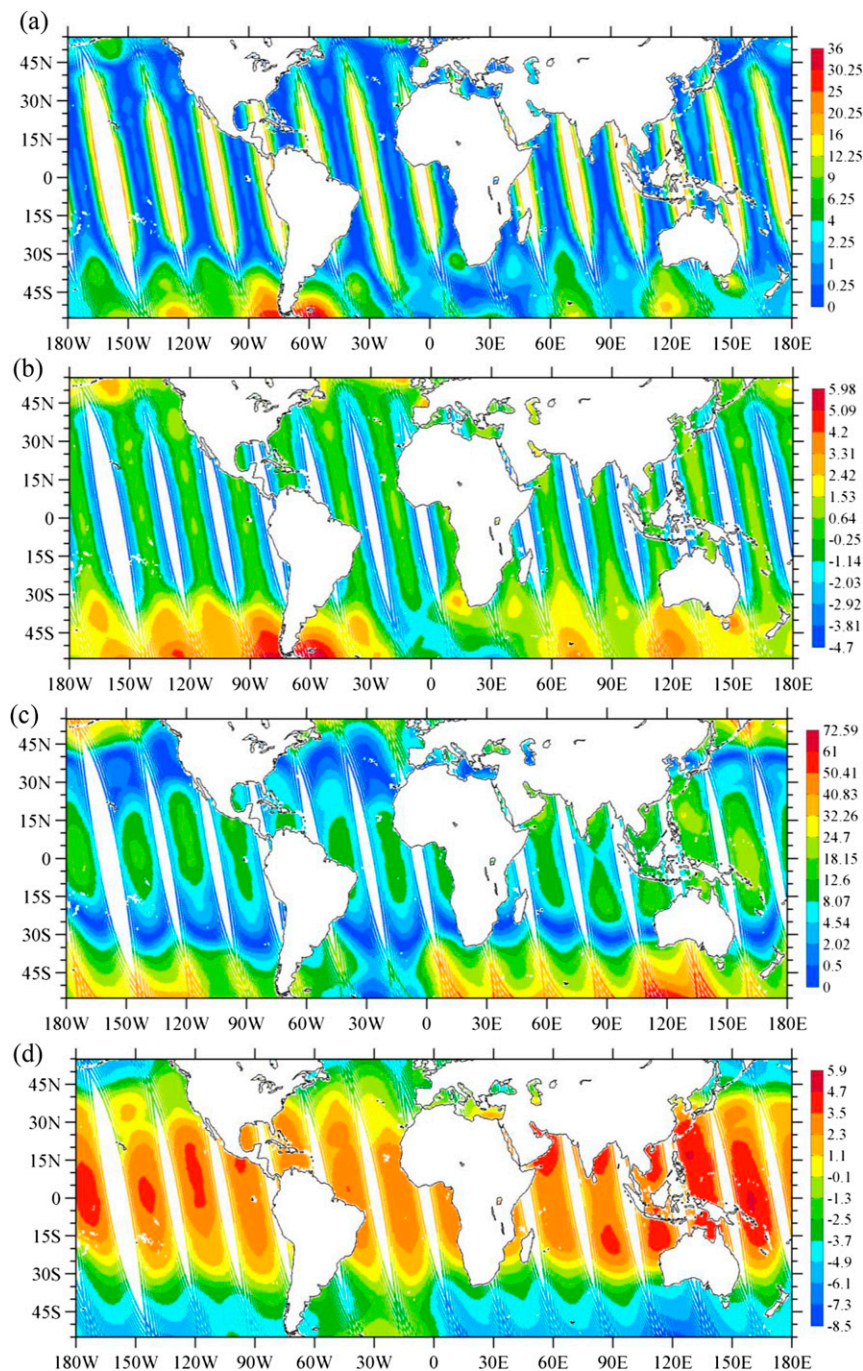 (a)
45N
30N
15N
0
15S
30S
45S
180W 150W 120W 90W 60W 30W 0 30E 60E 90E 120E 150E 180E
36
30.25
25
20.25
16
12.25
9
6.25
4
2.25
1
0.25
0
(b)
45N
30N
15N
0
15S
30S
45S
180W 150W 120W 90W 60W 30W 0 30E 60E 90E 120E 150E 180E
5.98
5.09
4.2
3.31
2.42
1.53
0.64
-0.25
-1.14
-2.03
-2.92
-3.81
-4.7
(c)
45N
30N
15N
0
15S
30S
45S
180W 150W 120W 90W 60W 30W 0 30E 60E 90E 120E 150E 180E
72.59
61
50.41
40.83
32.26
24.7
18.15
12.6
8.07
4.54
2.02
0.5
0
(d)
45N
30N
15N
0
15S
30S
45S
180W 150W 120W 90W 60W 30W 0 30E 60E 90E 120E 150E 180E
5.9
4.7
3.5
2.3
1.1
-0.1
-1.3
-2.5
-3.7
-4.9
-6.1
-7.3
-8.5